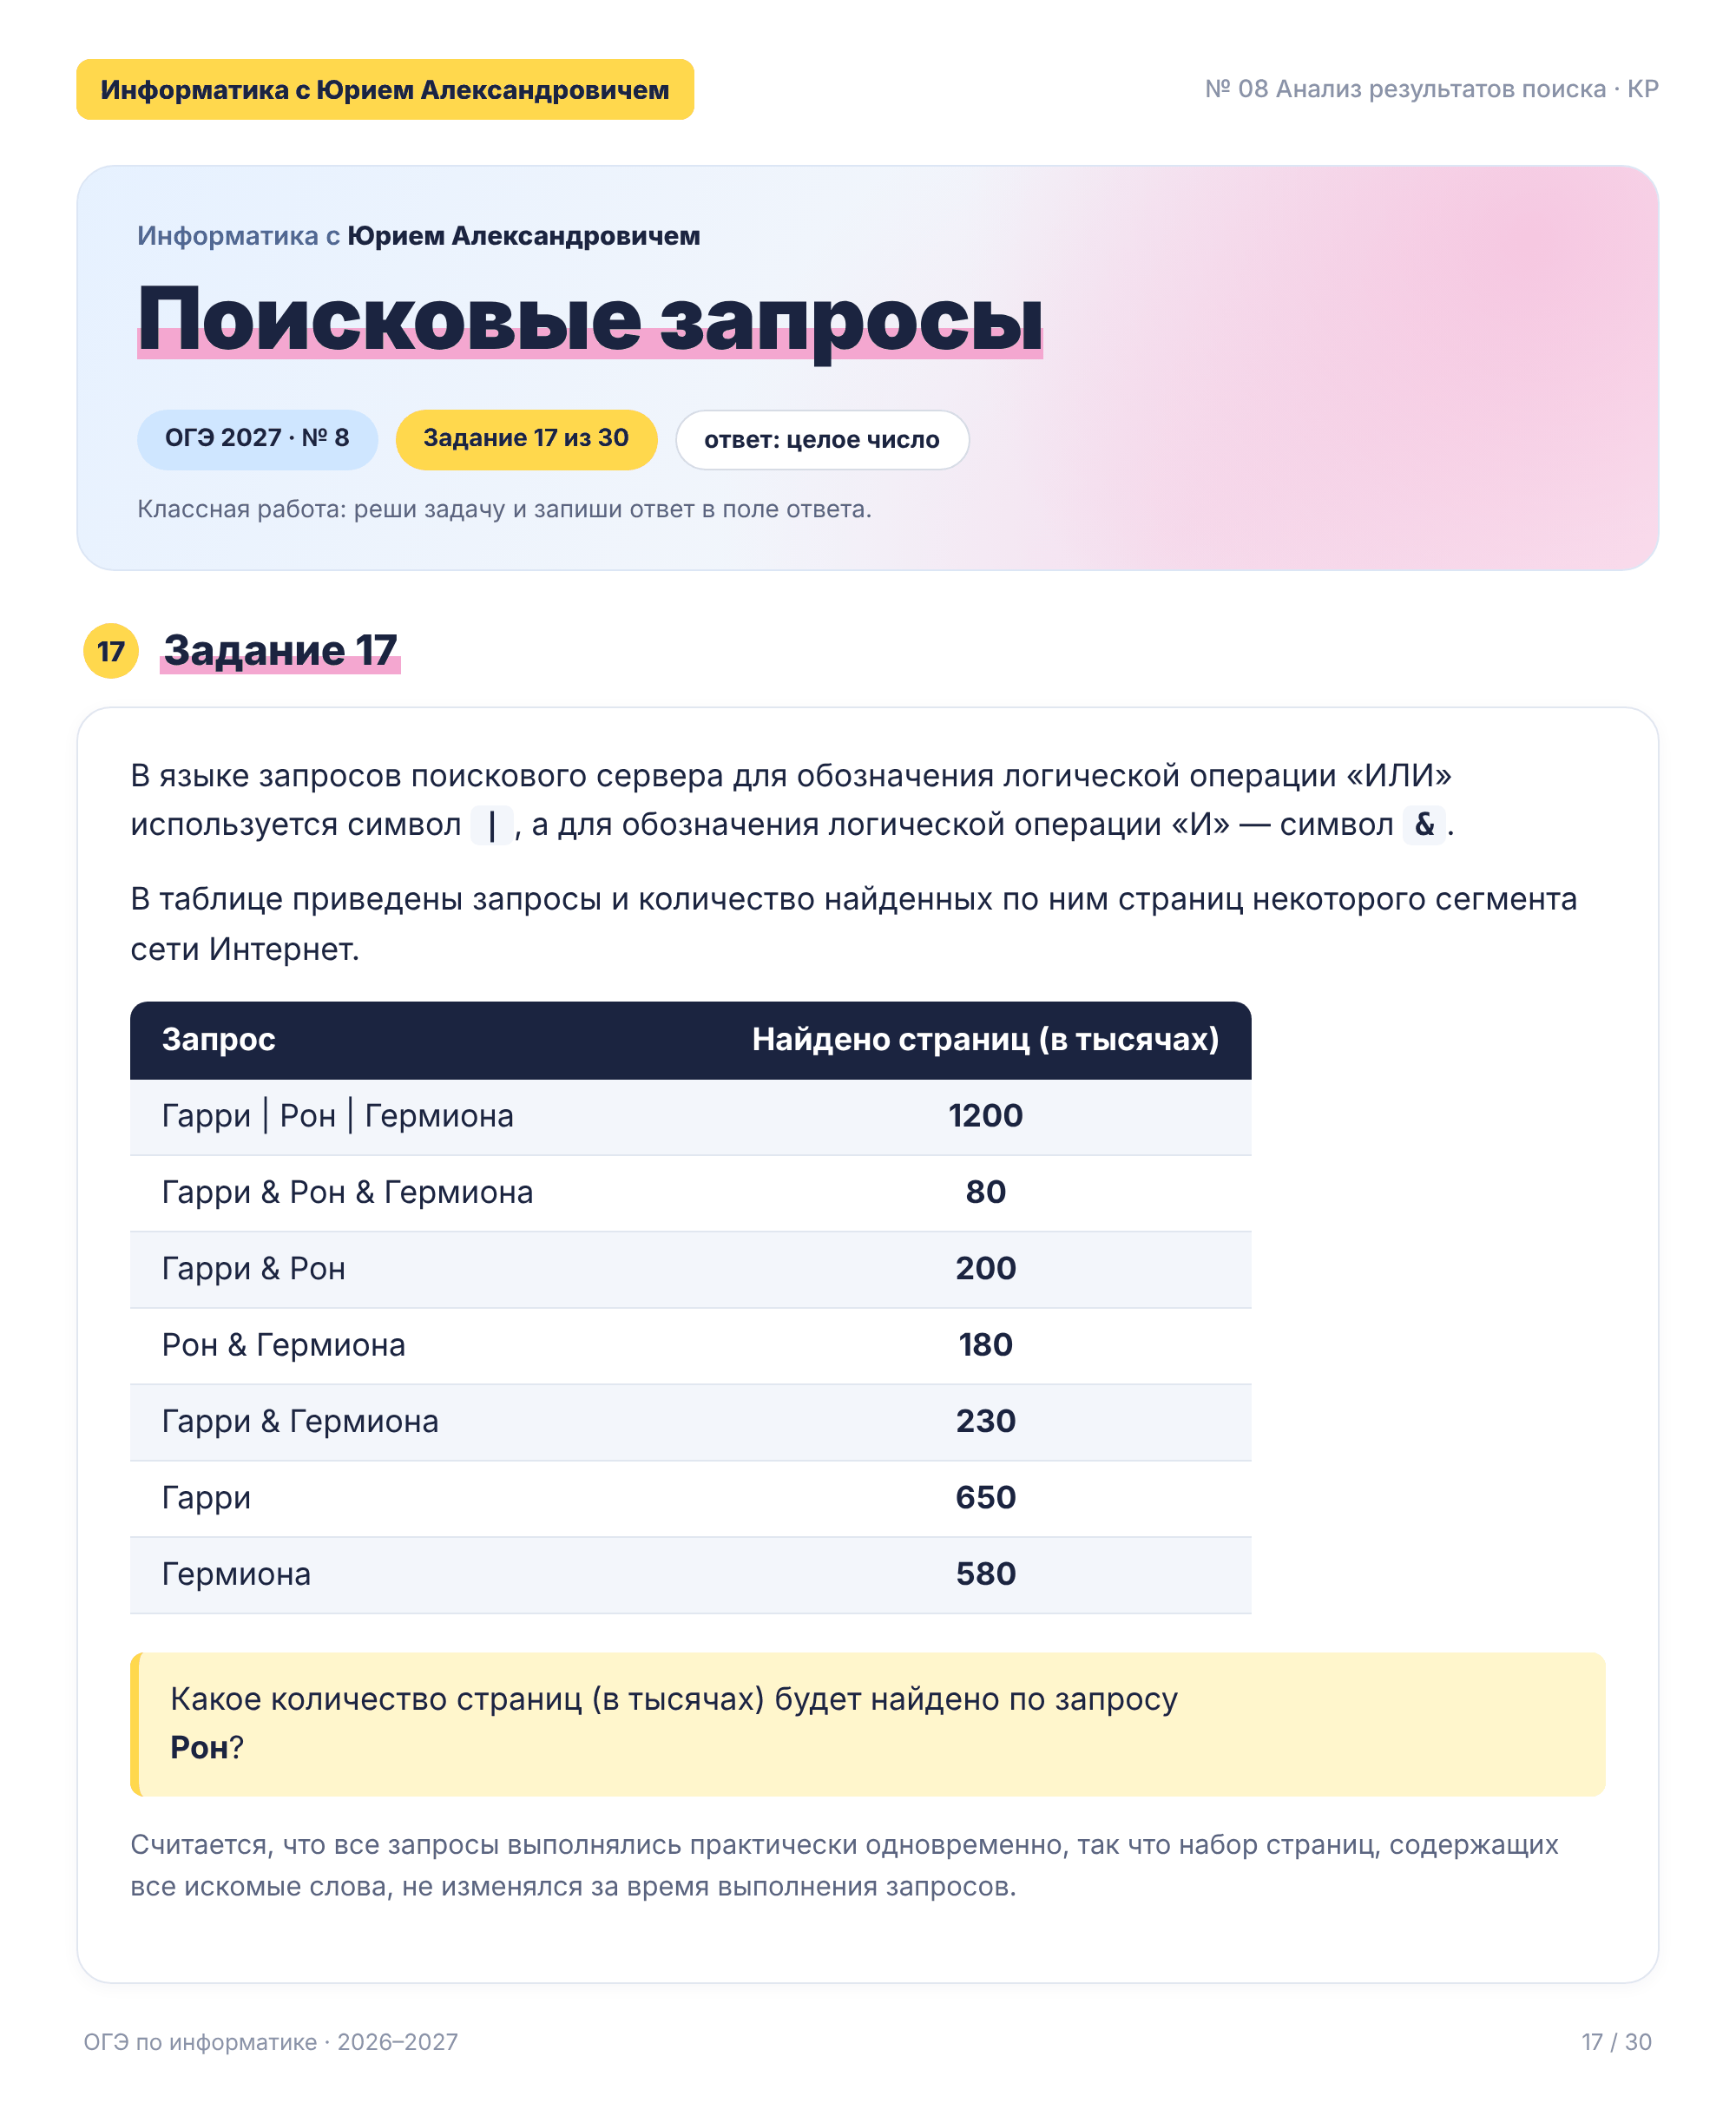 Информатика с Юрием Александровичем
№ 08 Анализ результатов поиска · КР
Информатика с Юрием Александровичем
Поисковые запросы
ОГЭ 2027 · № 8
Задание 17 из 30
ответ: целое число
Классная работа: реши задачу и запиши ответ в поле ответа.
17 Задание 17
В языке запросов поискового сервера для обозначения логической операции «ИЛИ»
используется символ |, а для обозначения логической операции «И» — символ &.
В таблице приведены запросы и количество найденных по ним страниц некоторого сегмента
сети Интернет.
Запрос Найдено страниц (в тысячах)
Гарри | Рон | Гермиона 1200
Гарри & Рон & Гермиона 80
Гарри & Рон 200
Рон & Гермиона 180
Гарри & Гермиона 230
Гарри 650
Гермиона 580
Какое количество страниц (в тысячах) будет найдено по запросу
Рон?
Считается, что все запросы выполнялись практически одновременно, так что набор страниц, содержащих
все искомые слова, не изменялся за время выполнения запросов.
ОГЭ по информатике · 2026–2027
17 / 30